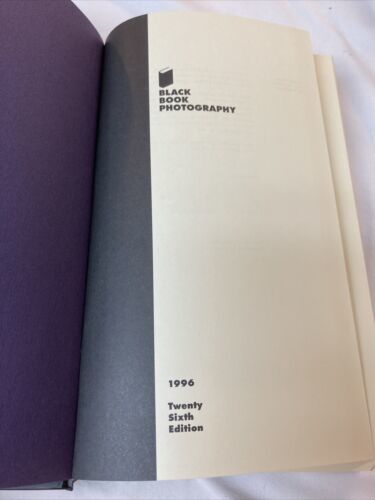 BLACK
BOOK
PHOTOGRAPHY
1996
Twenty
Sixth
Edition